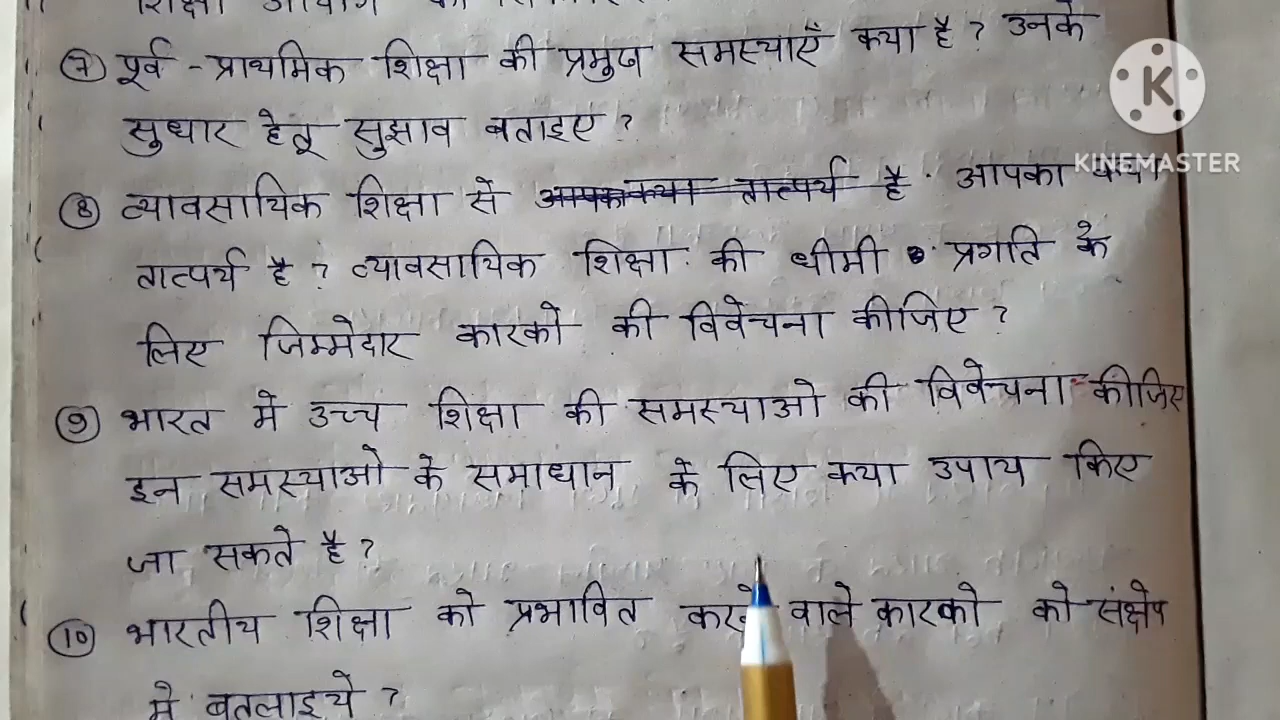 शिक्षा आयोग
⑦ पूर्व - प्राथमिक शिक्षा की प्रमुख समस्याएँ क्या है ? उनके
सुधार हेतू सुझाव बताइए ?
⑧ व्यावसायिक शिक्षा से आपका क्या तात्पर्य है . आपका क्या
तात्पर्य है ? व्यावसायिक शिक्षा की धीमी प्रगति के
लिए जिम्मेदार कारको की विवेचना कीजिए ?
⑨ भारत मे उच्च शिक्षा की समस्याओ की विवेचना कीजिए
इन समस्याओ के समाधान के लिए क्या उपाय किए
जा सकते है ?
⑩ भारतीय शिक्षा को प्रभावित करने वाले कारको को संक्षेप
मे बतलाइये ?
K
KINEMASTER